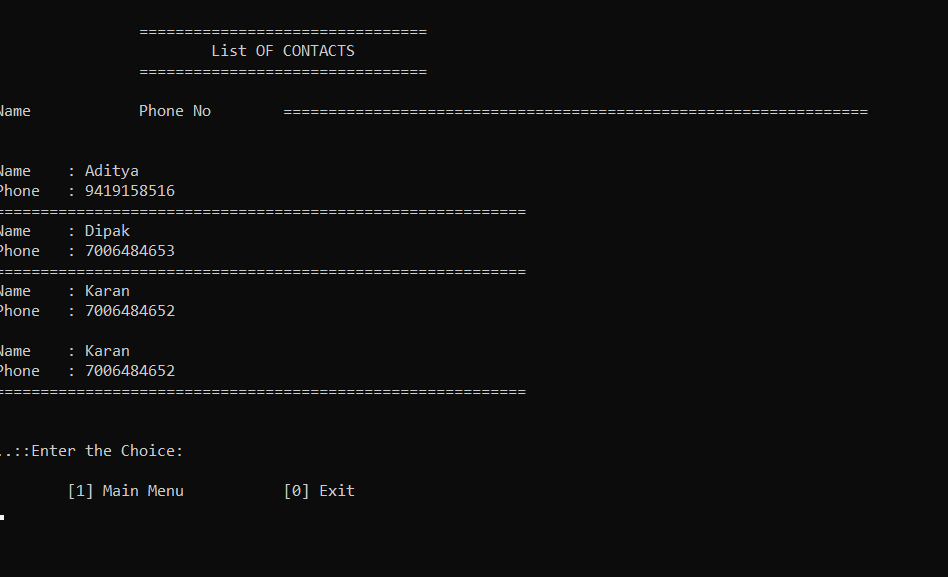 ================================
List OF CONTACTS
================================
Name Phone No =================================================================
Name : Aditya
Phone : 9419158516
===========================================================
Name : Dipak
Phone : 7006484653
===========================================================
Name : Karan
Phone : 7006484652
Name : Karan
Phone : 7006484652
===========================================================
..::Enter the Choice:
[1] Main Menu [0] Exit